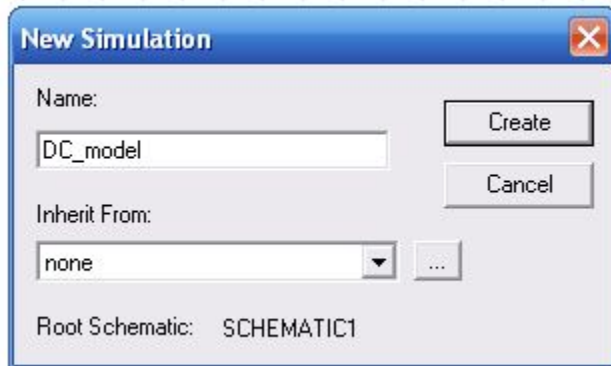 New Simulation
Name:
Create
DC_model
Cancel
Inherit From:
none
...
Root Schematic: SCHEMATIC1